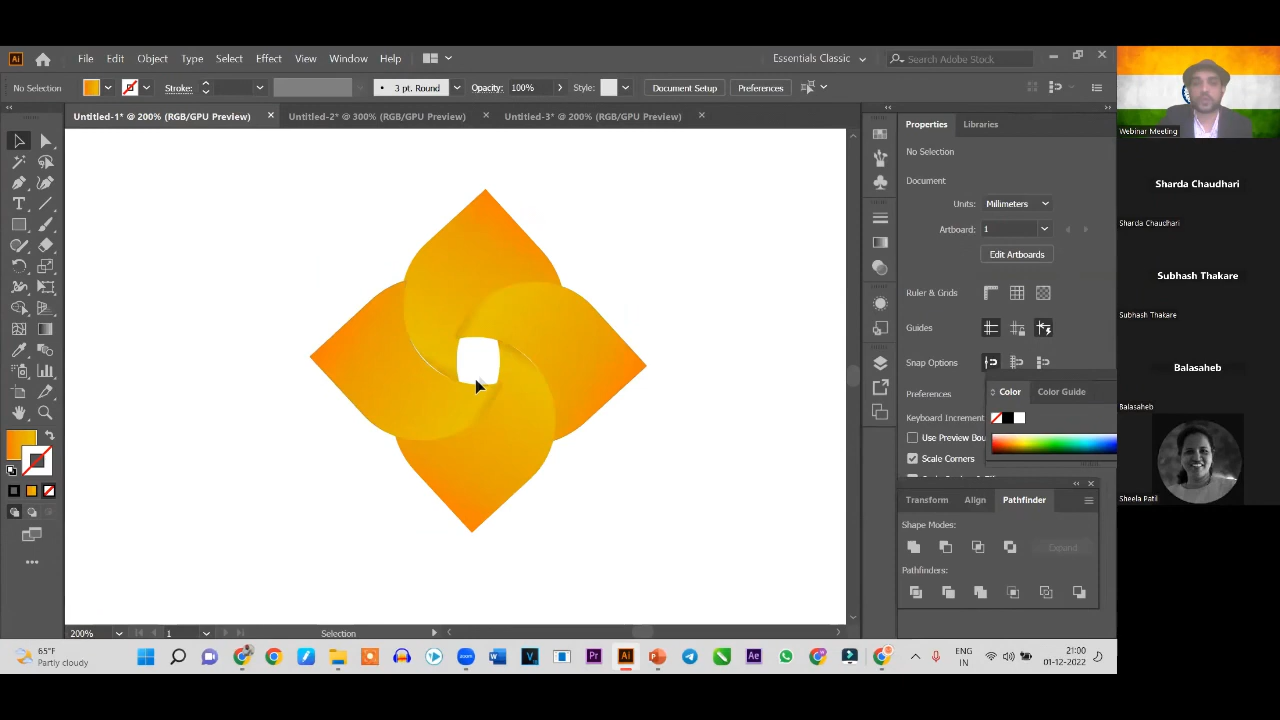 Ai File Edit Object Type Select Effect View Window Help Essentials Classic Search Adobe Stock
No Selection Stroke: 3 pt. Round Opacity: 100% Style: Document Setup Preferences
Untitled-1* @ 200% (RGB/GPU Preview) Untitled-2* @ 300% (RGB/GPU Preview) Untitled-3* @ 200% (RGB/GPU Preview)
Properties Libraries
Webinar Meeting
No Selection
Document
Units: Millimeters
Artboard: 1
Edit Artboards
Ruler & Grids
Guides
Snap Options
Preferences
Color Color Guide
Keyboard Increment
Use Preview Bou
Scale Corners
Transform Align Pathfinder
Shape Modes:
Expand
Pathfinders:
Sharda Chaudhari
Sharda Chaudhari
Subhash Thakare
Subhash Thakare
Balasaheb
Balasaheb
Sheela Patil
200% 1 Selection
65°F
Partly cloudy
W Pr Ai Ae
ENG
IN
21:00
01-12-2022